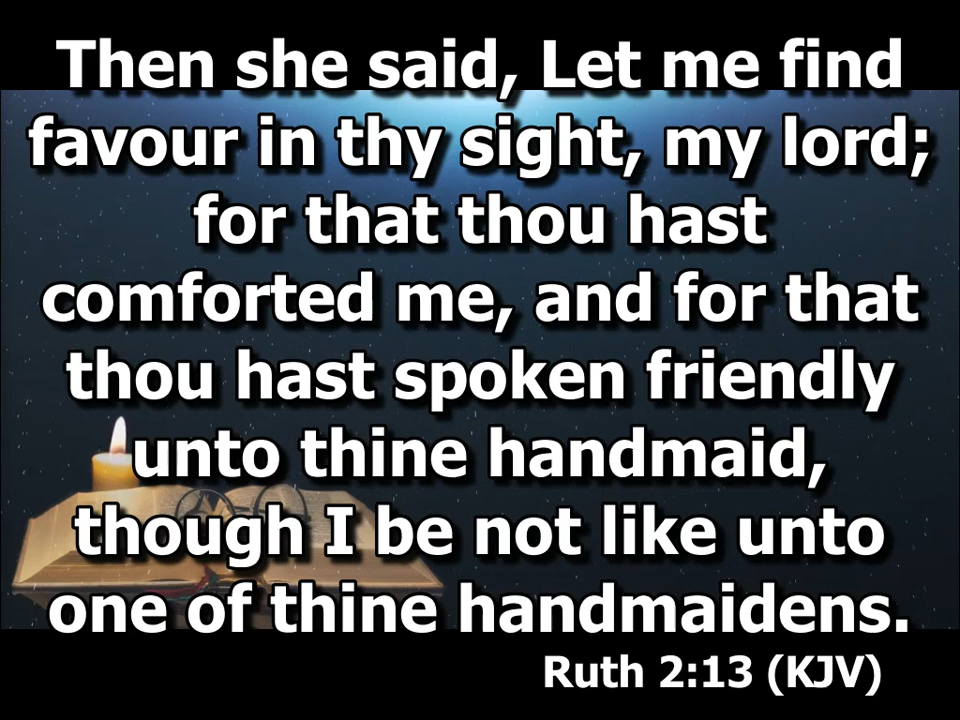 Then she said, Let me find
favour in thy sight, my lord;
for that thou hast
comforted me, and for that
thou hast spoken friendly
unto thine handmaid,
though I be not like unto
one of thine handmaidens.
Ruth 2:13 (KJV)